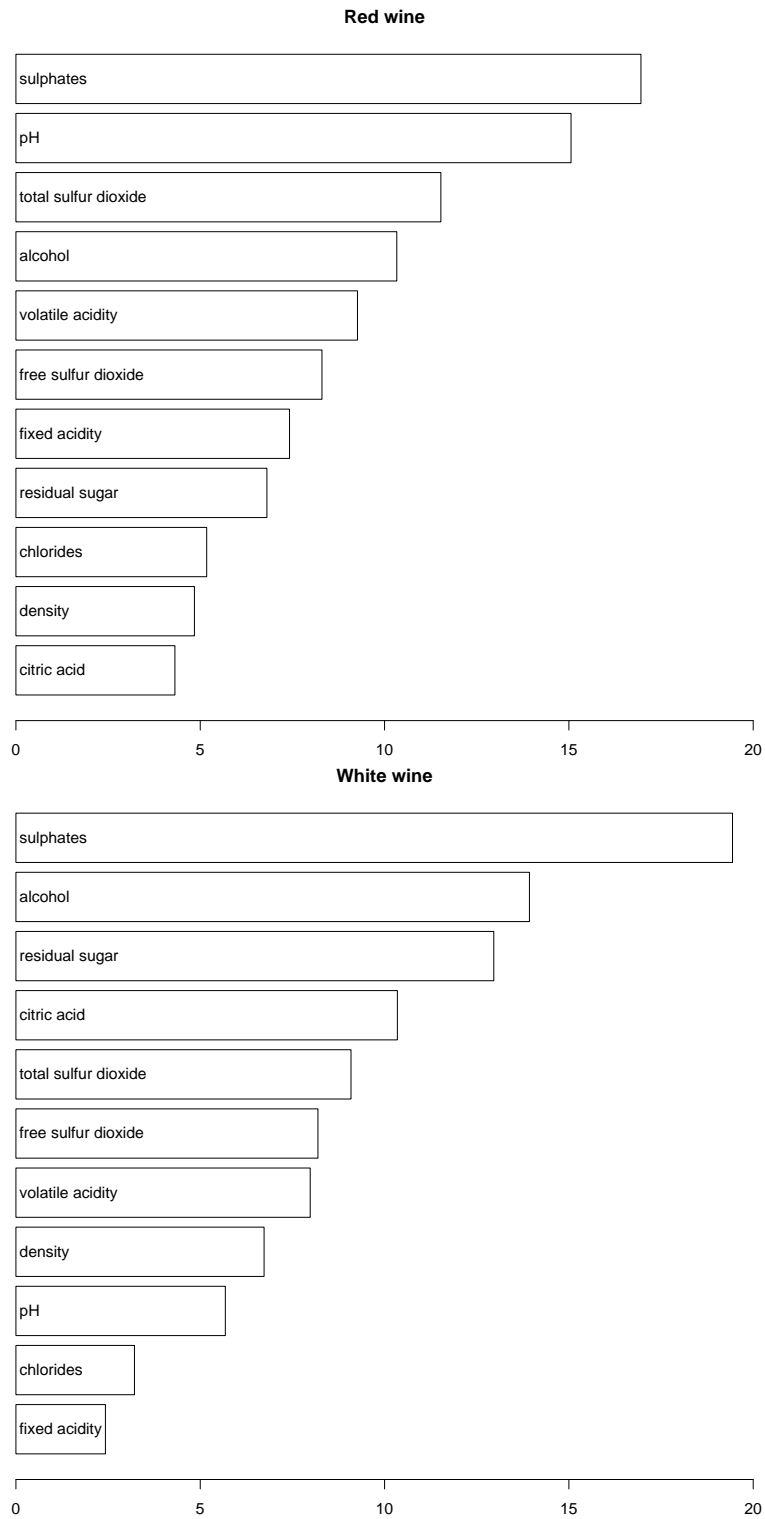 Red wine
sulphates
pH
total sulfur dioxide
alcohol
volatile acidity
free sulfur dioxide
fixed acidity
residual sugar
chlorides
density
citric acid
0 5 10 15 20
White wine
sulphates
alcohol
residual sugar
citric acid
total sulfur dioxide
free sulfur dioxide
volatile acidity
density
pH
chlorides
fixed acidity
0 5 10 15 20